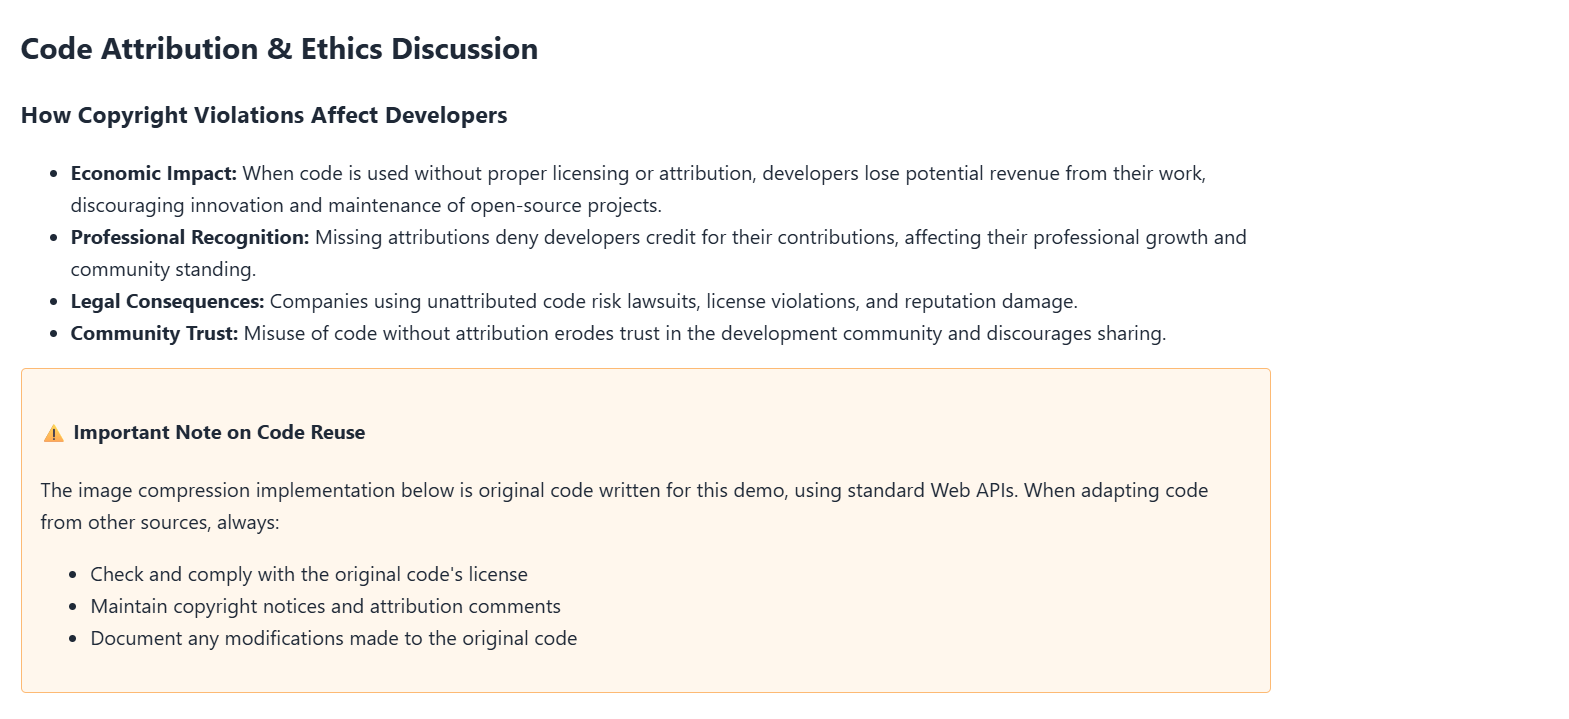 Code Attribution & Ethics Discussion
How Copyright Violations Affect Developers
• Economic Impact: When code is used without proper licensing or attribution, developers lose potential revenue from their work,
discouraging innovation and maintenance of open-source projects.
• Professional Recognition: Missing attributions deny developers credit for their contributions, affecting their professional growth and
community standing.
• Legal Consequences: Companies using unattributed code risk lawsuits, license violations, and reputation damage.
• Community Trust: Misuse of code without attribution erodes trust in the development community and discourages sharing.
⚠️ Important Note on Code Reuse
The image compression implementation below is original code written for this demo, using standard Web APIs. When adapting code
from other sources, always:
• Check and comply with the original code's license
• Maintain copyright notices and attribution comments
• Document any modifications made to the original code